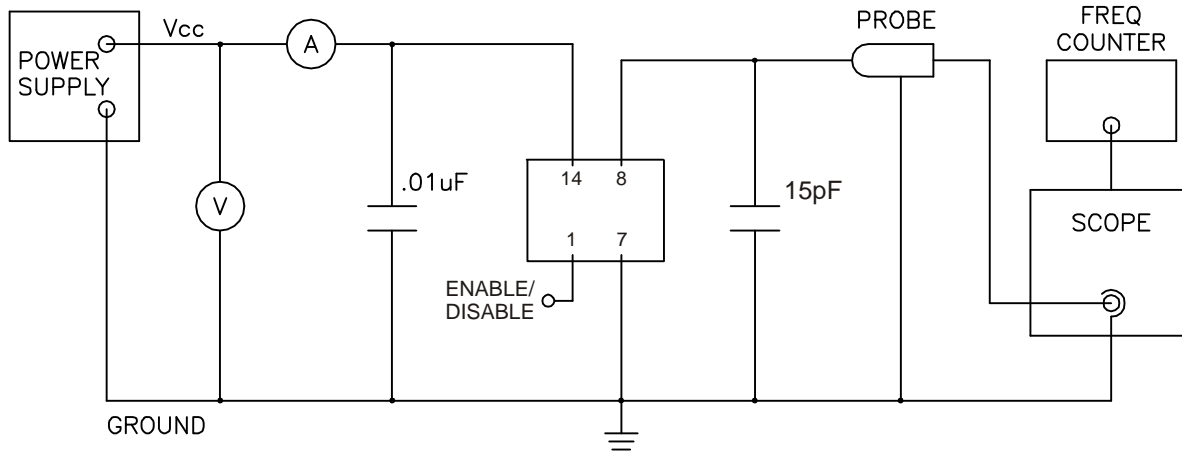 Vcc
A
POWER
SUPPLY
V
.01uF
14
8
1
7
ENABLE/
DISABLE
15pF
PROBE
FREQ
COUNTER
SCOPE
GROUND